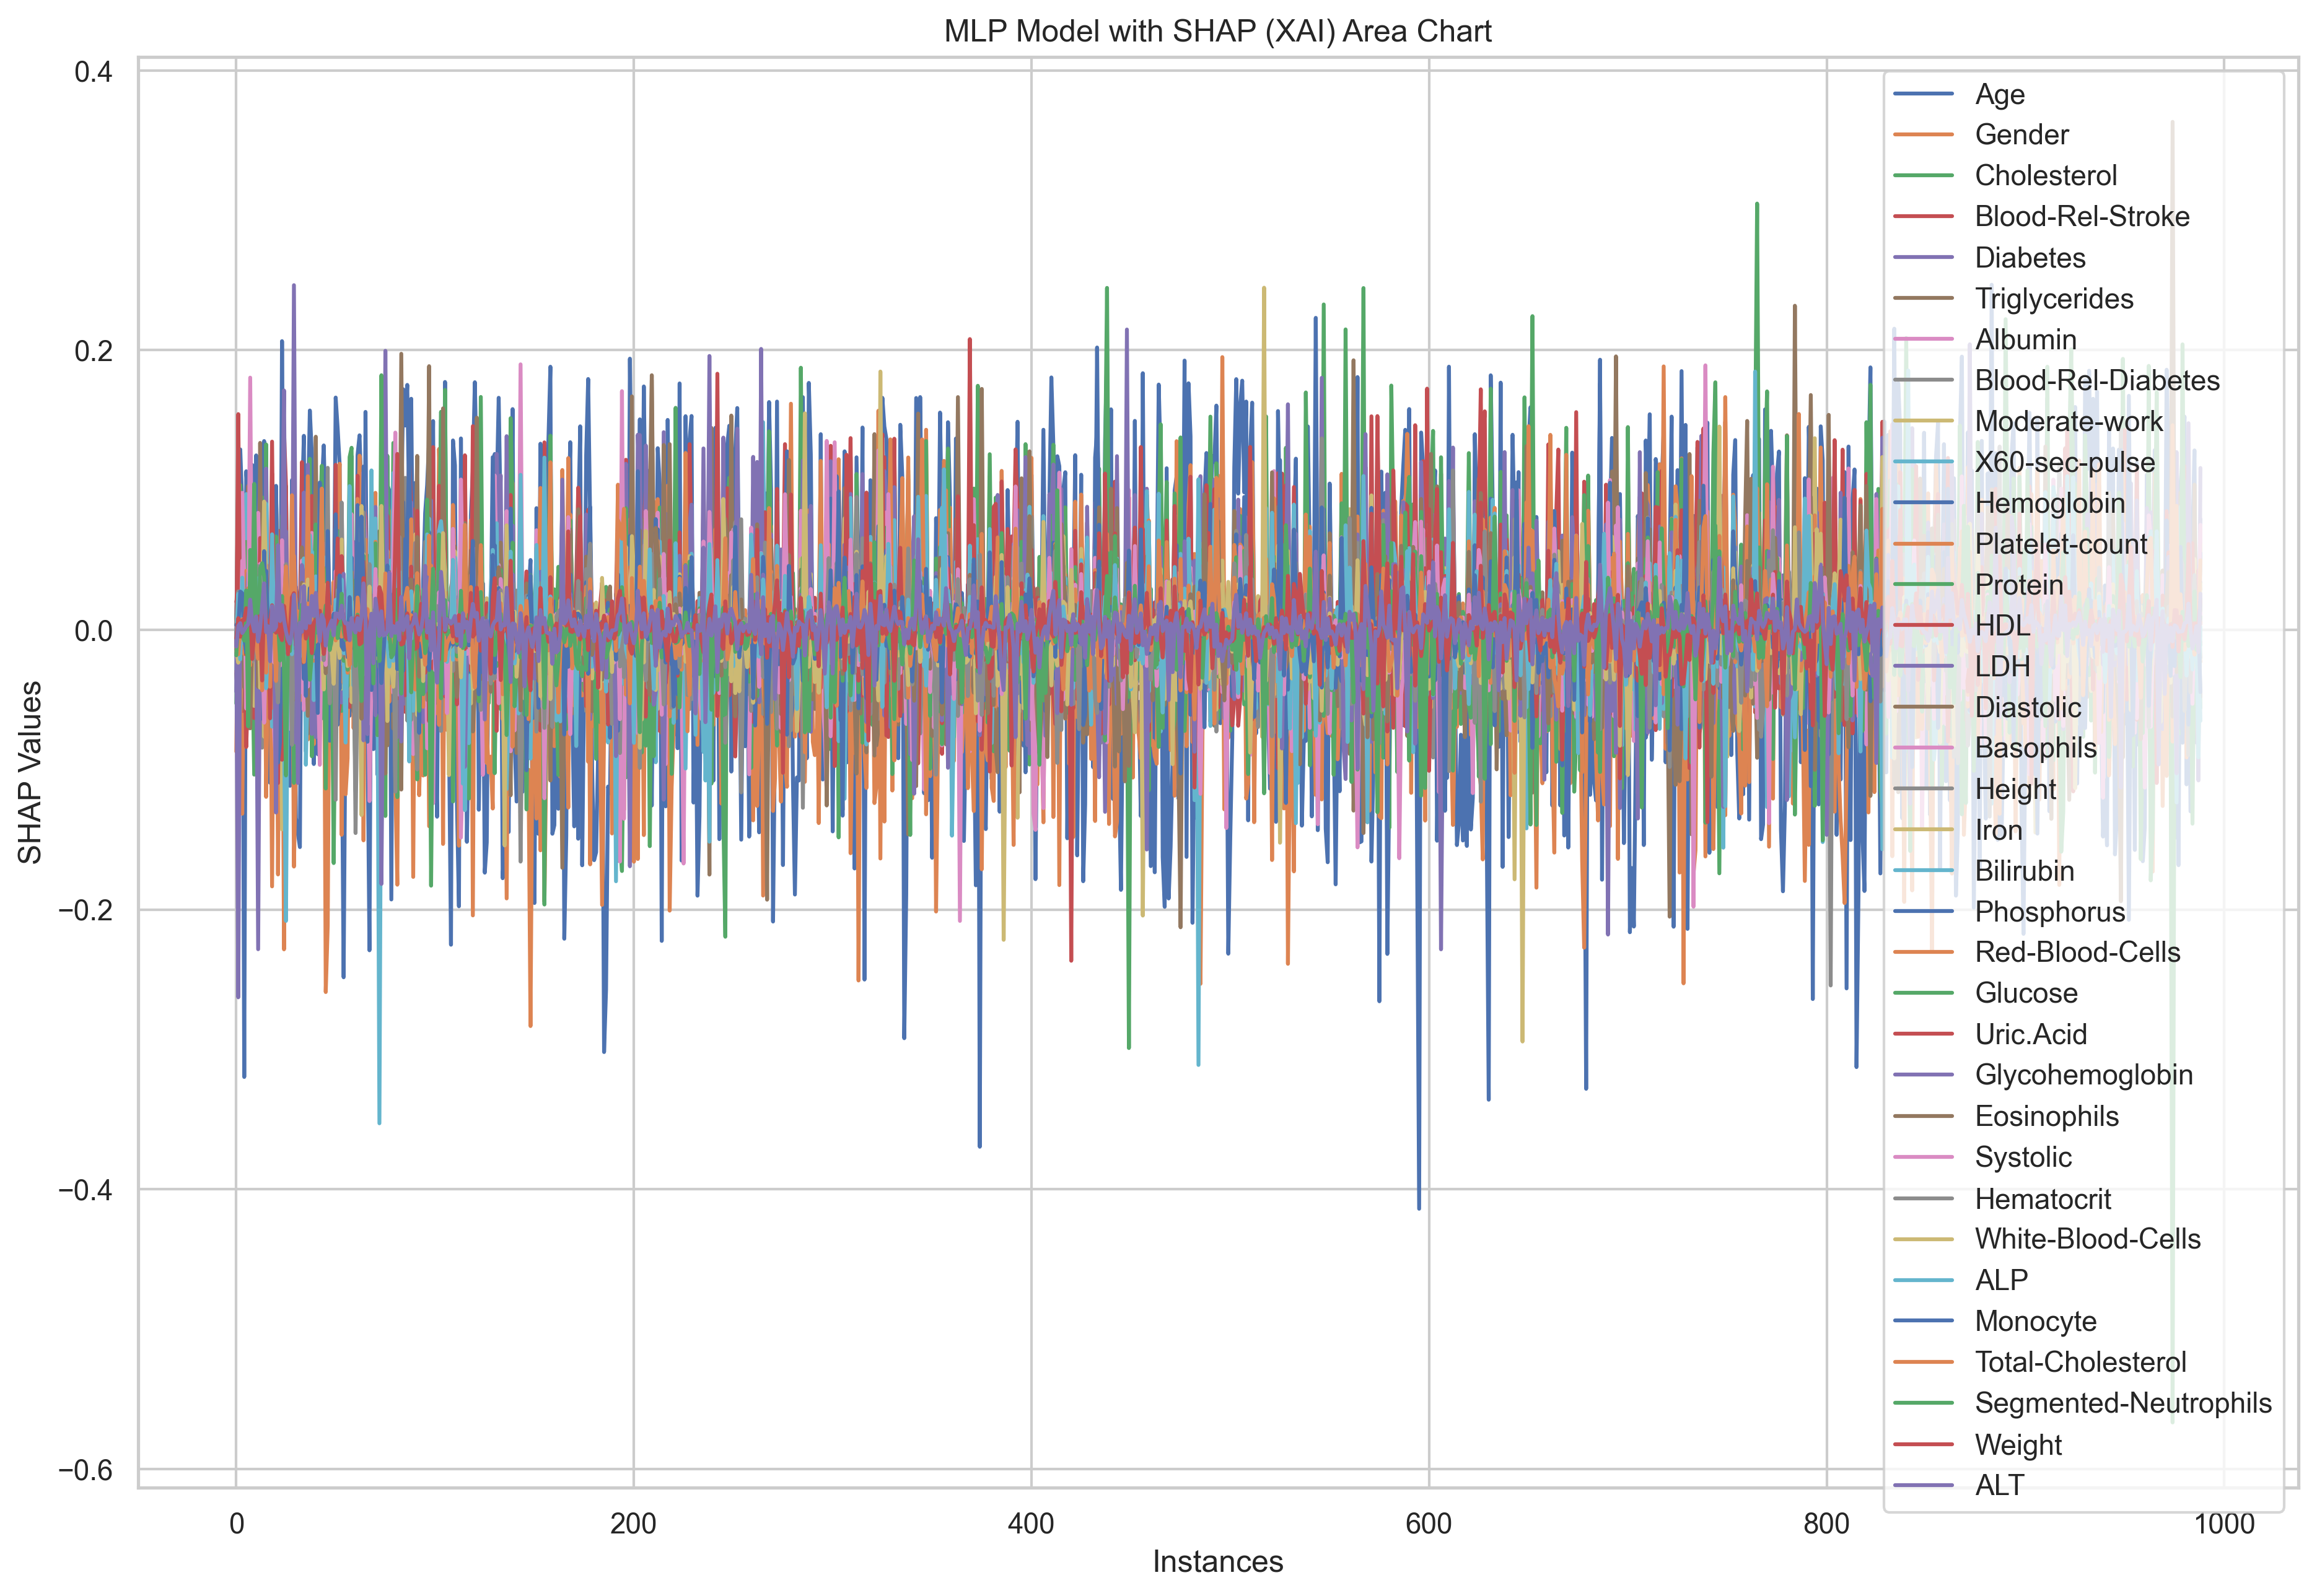 MLP Model with SHAP (XAI) Area Chart
0.4
0.2
0.0
−0.2
−0.4
−0.6
SHAP Values
Age
Gender
Cholesterol
Blood-Rel-Stroke
Diabetes
Triglycerides
Albumin
Blood-Rel-Diabetes
Moderate-work
X60-sec-pulse
Hemoglobin
Platelet-count
Protein
HDL
LDH
Diastolic
Basophils
Height
Iron
Bilirubin
Phosphorus
Red-Blood-Cells
Glucose
Uric.Acid
Glycohemoglobin
Eosinophils
Systolic
Hematocrit
White-Blood-Cells
ALP
Monocyte
Total-Cholesterol
Segmented-Neutrophils
Weight
ALT
0 200 400 600 800 1000
Instances